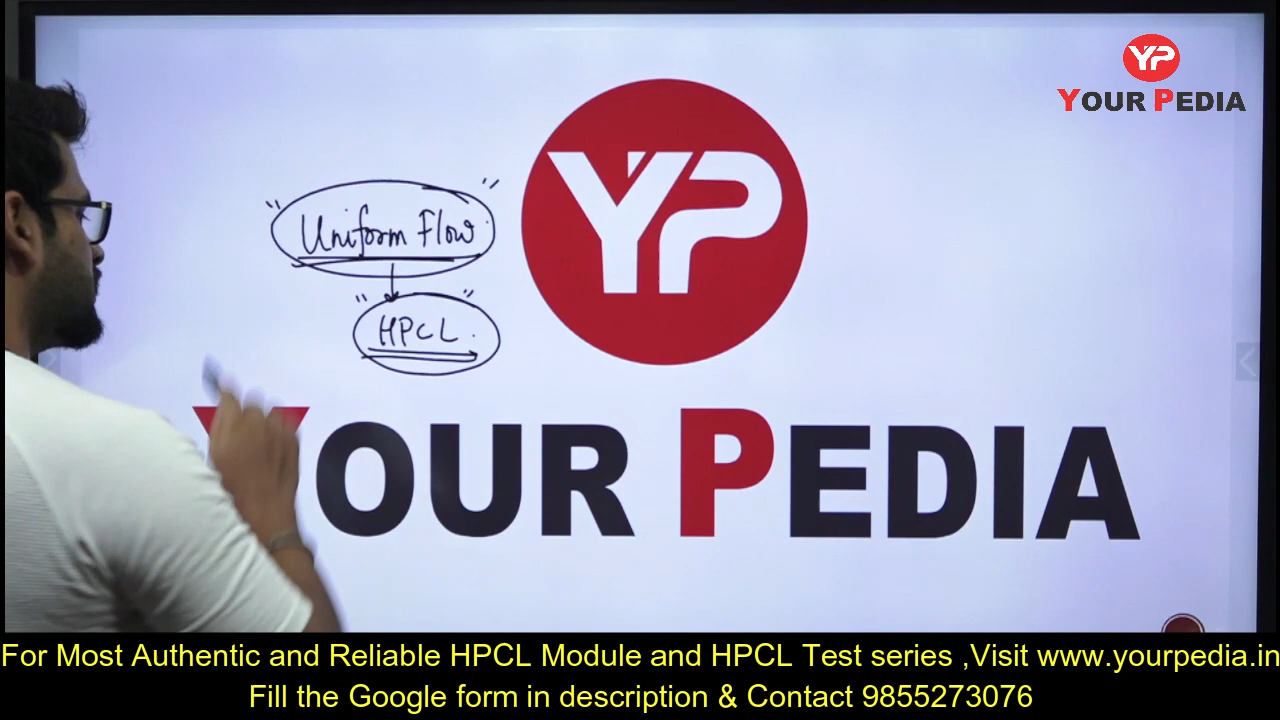 YP
YOUR PEDIA
"Uniform Flow"
"HPCL"
YP
YOUR PEDIA
For Most Authentic and Reliable HPCL Module and HPCL Test series ,Visit www.yourpedia.in
Fill the Google form in description & Contact 9855273076